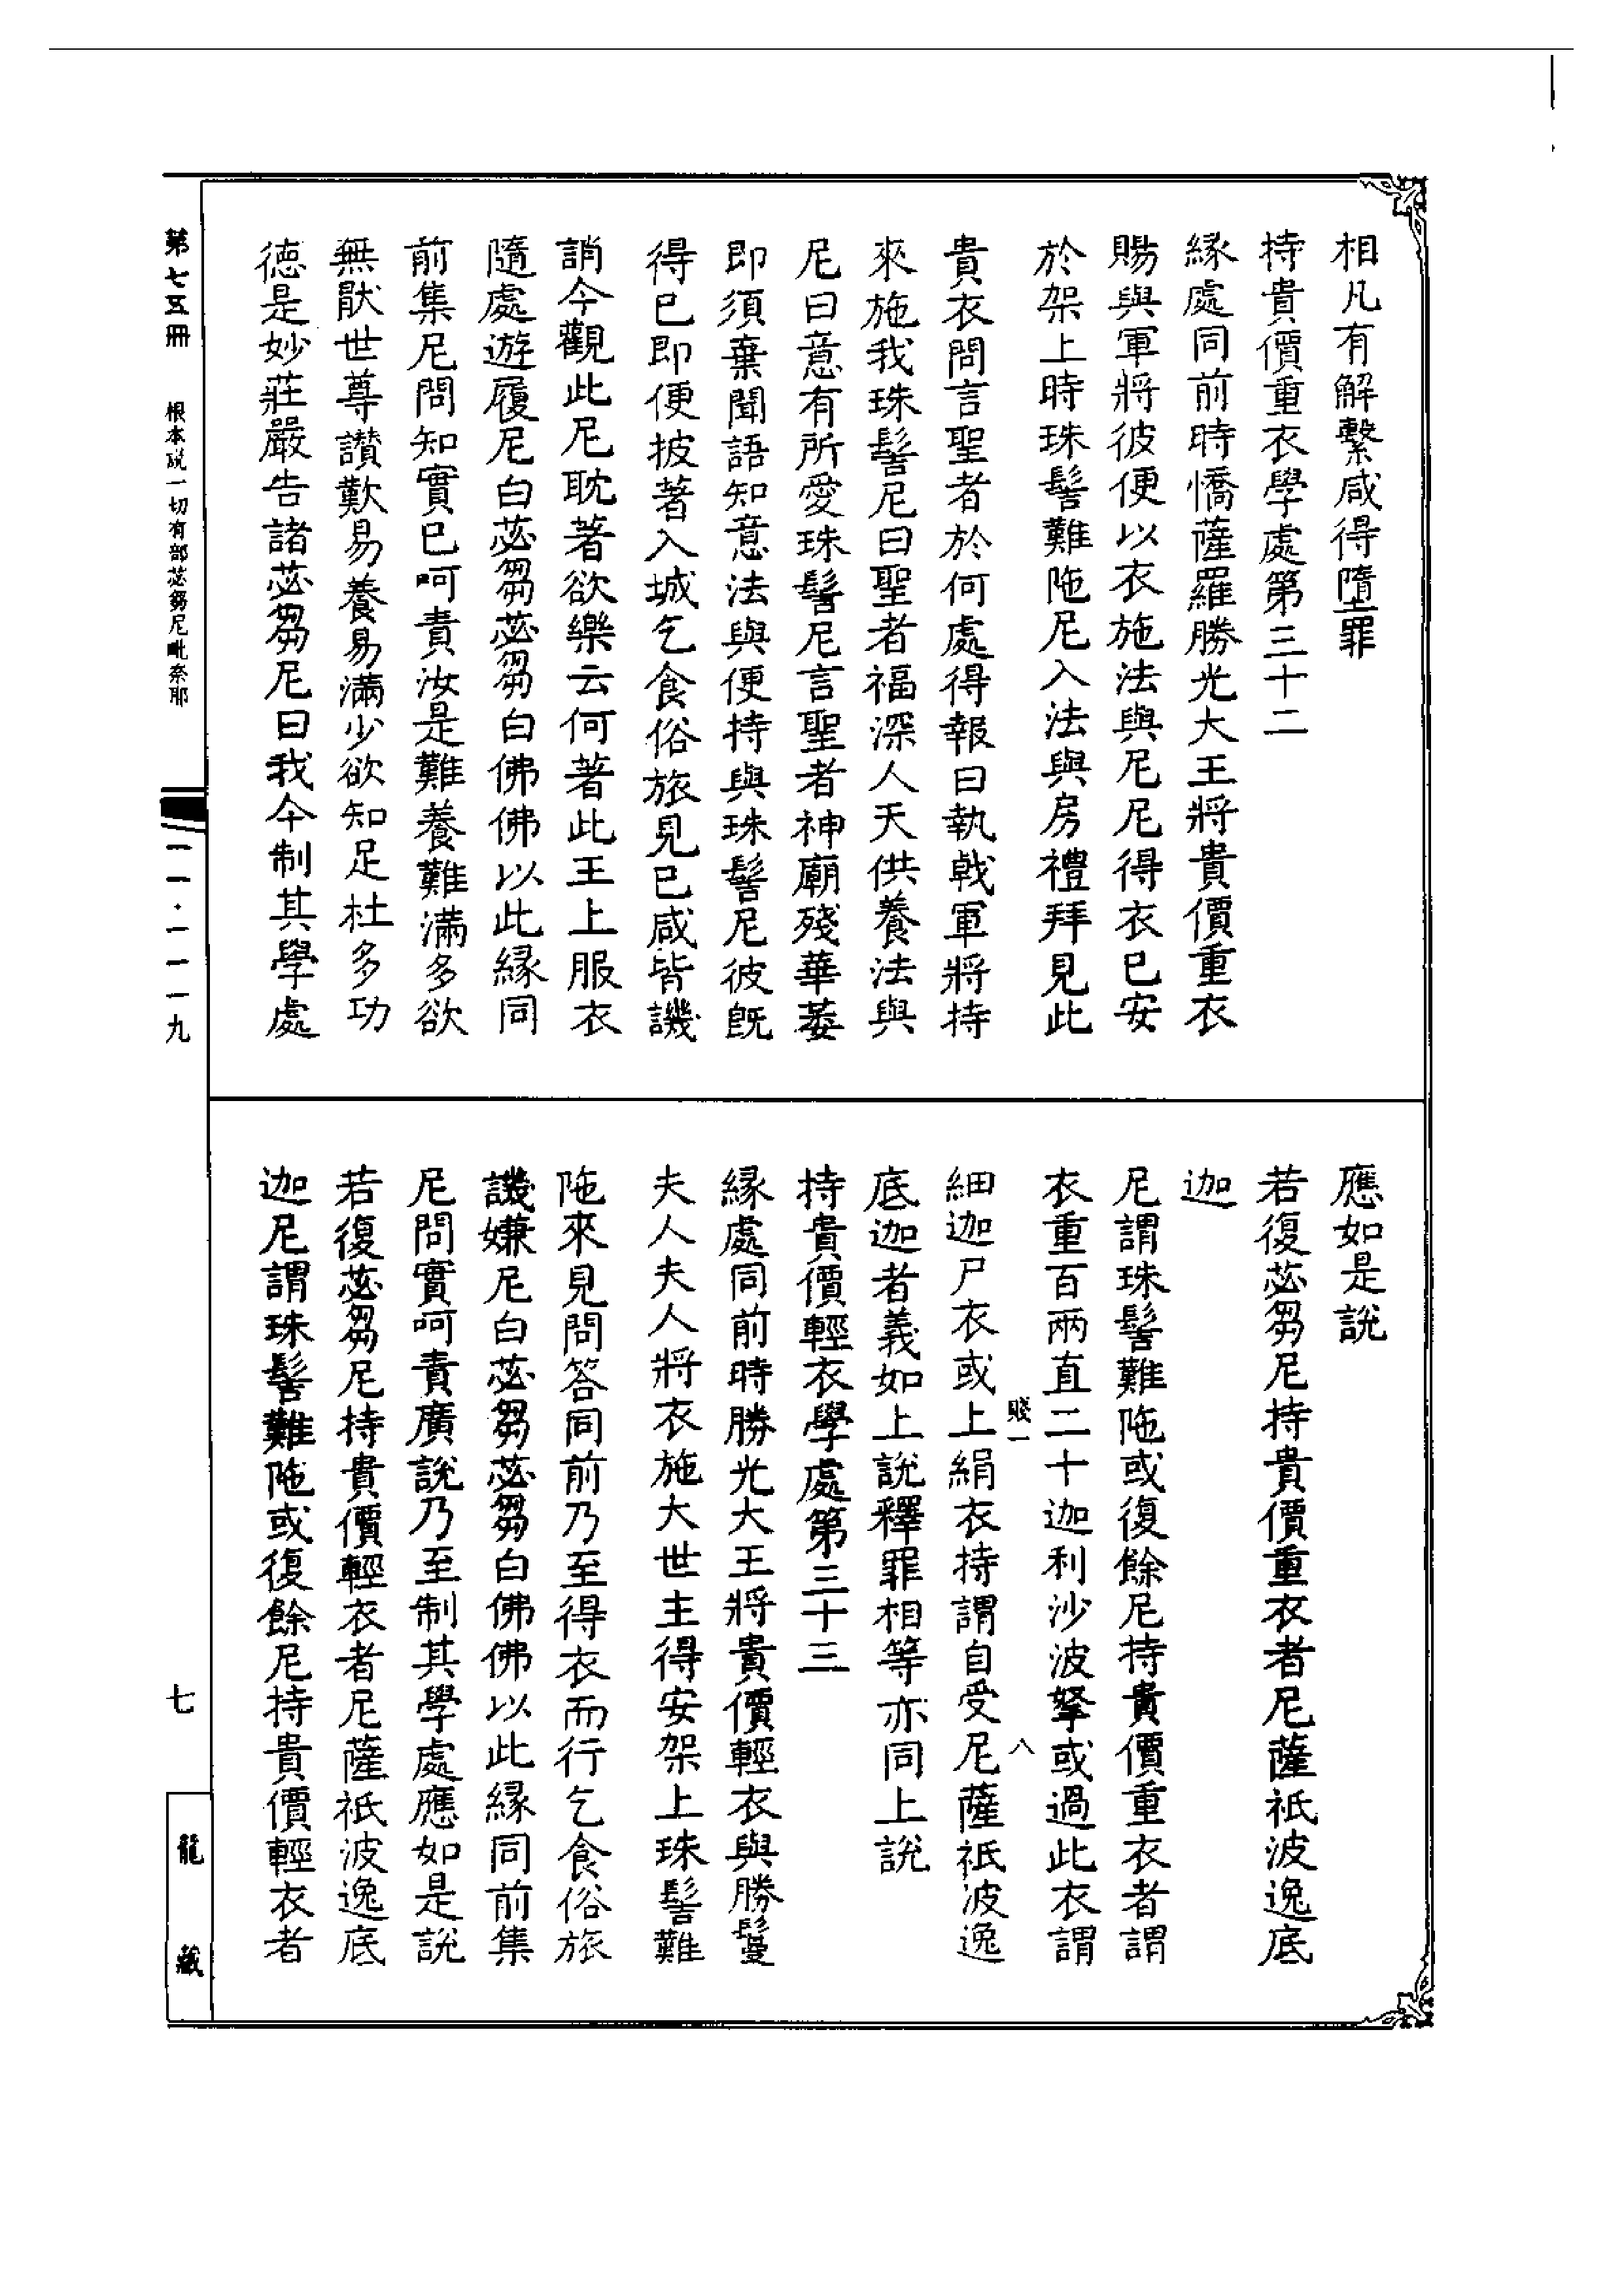 相凡有解繫咸得墮罪
持貴價重衣學處第三十二
緣處同前時憍薩羅勝光大王將貴價重衣
賜與軍將彼便以衣施法與尼尼得衣已安
於架上時珠髻難陁尼入法與房禮拜見此
貴衣問言聖者於何處得報曰執戟軍將持
來施我珠髻尼曰聖者福深人天供養法與
尼曰意有所愛珠髻尼言聖者神廟殘華萎
即須棄聞語知意法與便持與珠髻尼彼旣
得已即便披著入城乞食俗旅見已咸皆譏
誚今觀此尼耽著欲樂云何著此王上服衣
隨處遊履尼白苾芻苾芻白佛佛以此緣同
前集尼問知實已呵責汝是難養難滿多欲
無猒世尊讃歎易養易滿少欲知足杜多功
德是妙莊嚴告諸苾芻尼曰我今制其學處
應如是說
若復苾芻尼持貴價重衣者尼薩祇波逸底
迦
尼謂珠髻難陁或復餘尼持貴價重衣者謂
衣重百兩直二十迦利沙波拏或過此衣謂
賤一　八
細迦尸衣或上絹衣持謂自受尼薩祇波逸
底迦者義如上說釋罪相等亦同上說
持貴價輕衣學處第三十三
緣處同前時勝光大王將貴價輕衣與勝鬘
夫人夫人將衣施大世主得安架上珠髻難
陁來見問答同前乃至得衣而行乞食俗旅
譏嫌尼白苾芻苾芻白佛佛以此緣同前集
尼問實呵責廣說乃至制其學處應如是說
若復苾芻尼持貴價輕衣者尼薩祇波逸底
迦尼謂珠髻難陁或復餘尼持貴價輕衣者
第七五冊　根本說一切有部苾芻尼毗奈耶
一一·一一一九
七
龍藏